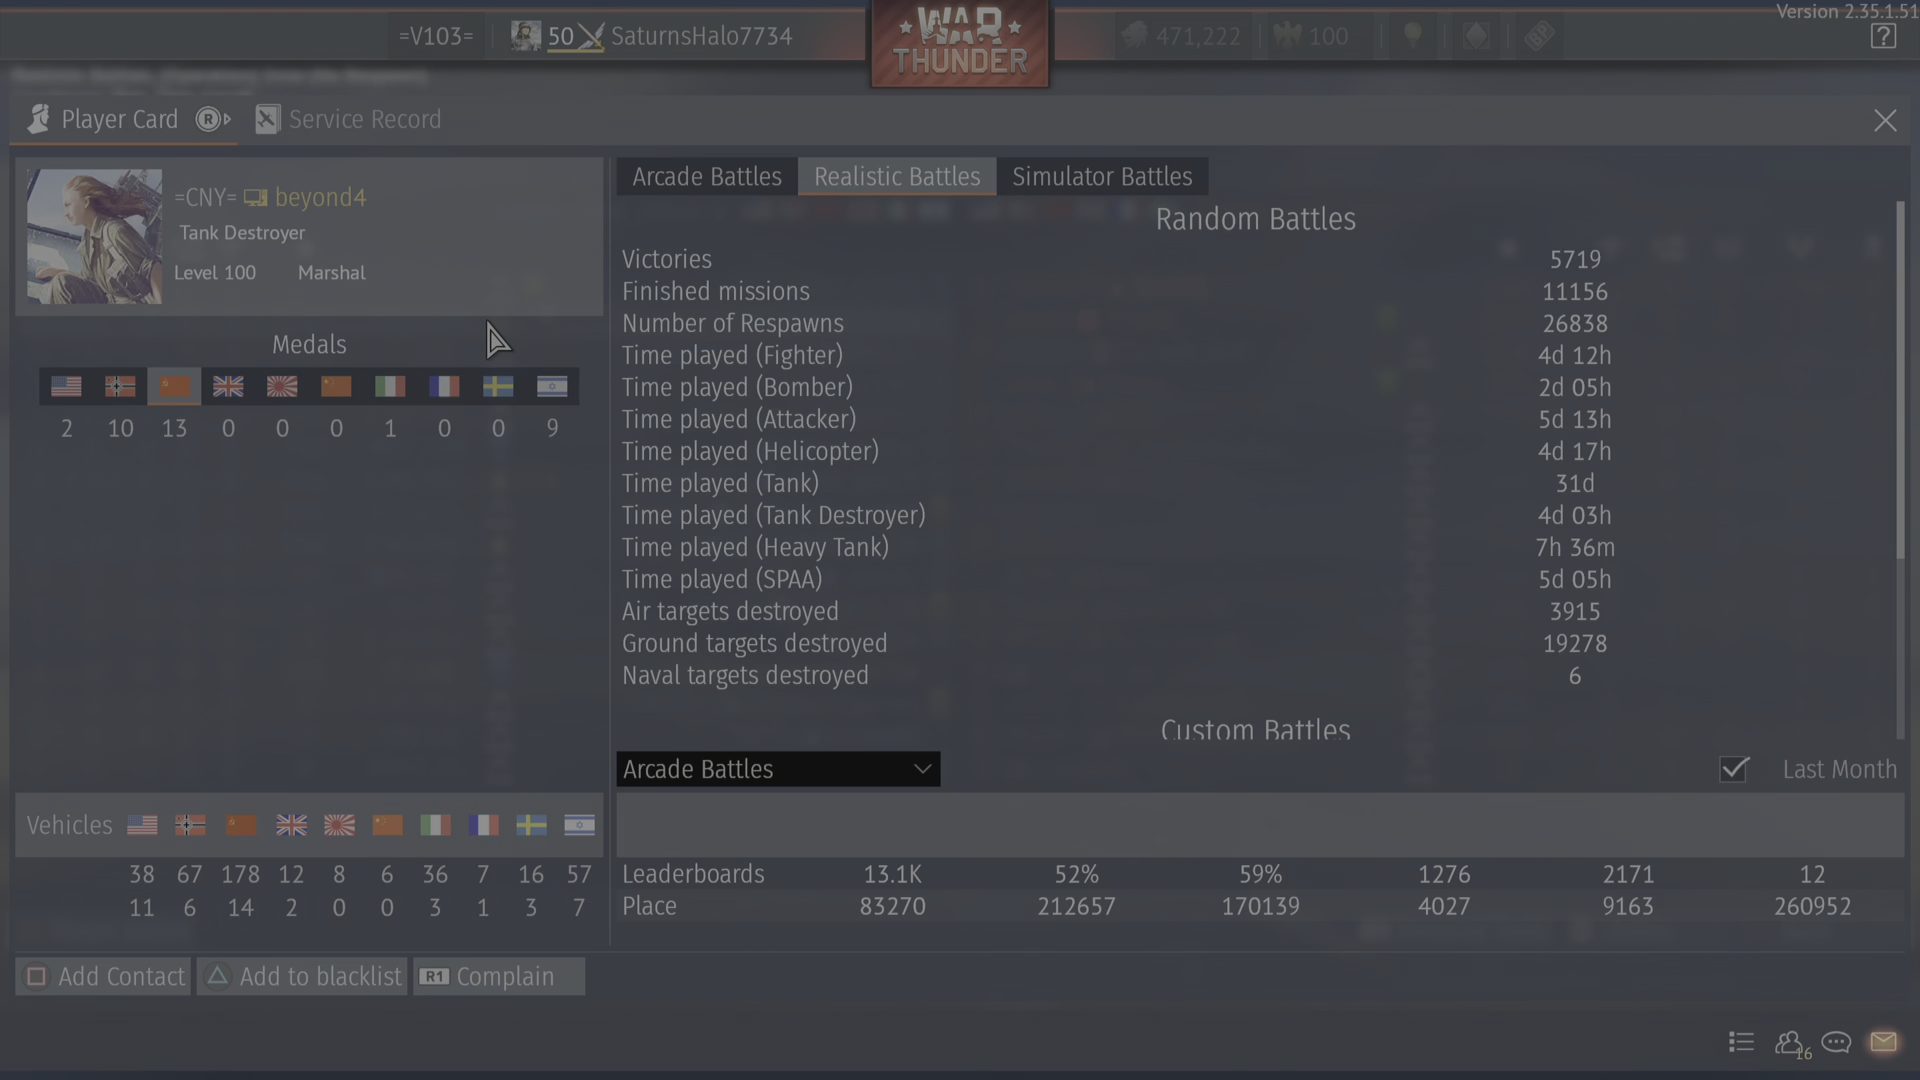 Version 2.35.1.51
=V103= 50 SaturnsHalo7734
WAR THUNDER
471,222 100
?
Player Card R Service Record
=CNY= beyond4
Tank Destroyer
Level 100 Marshal
Medals
2 10 13 0 0 0 1 0 0 9
Vehicles
38 67 178 12 8 6 36 7 16 57
11 6 14 2 0 0 3 1 3 7
Arcade Battles Realistic Battles Simulator Battles
Random Battles
Victories 5719
Finished missions 11156
Number of Respawns 26838
Time played (Fighter) 4d 12h
Time played (Bomber) 2d 05h
Time played (Attacker) 5d 13h
Time played (Helicopter) 4d 17h
Time played (Tank) 31d
Time played (Tank Destroyer) 4d 03h
Time played (Heavy Tank) 7h 36m
Time played (SPAA) 5d 05h
Air targets destroyed 3915
Ground targets destroyed 19278
Naval targets destroyed 6
Custom Battles
Arcade Battles Last Month
Leaderboards 13.1K 52% 59% 1276 2171 12
Place 83270 212657 170139 4027 9163 260952
Add Contact Add to blacklist R1 Complain
16